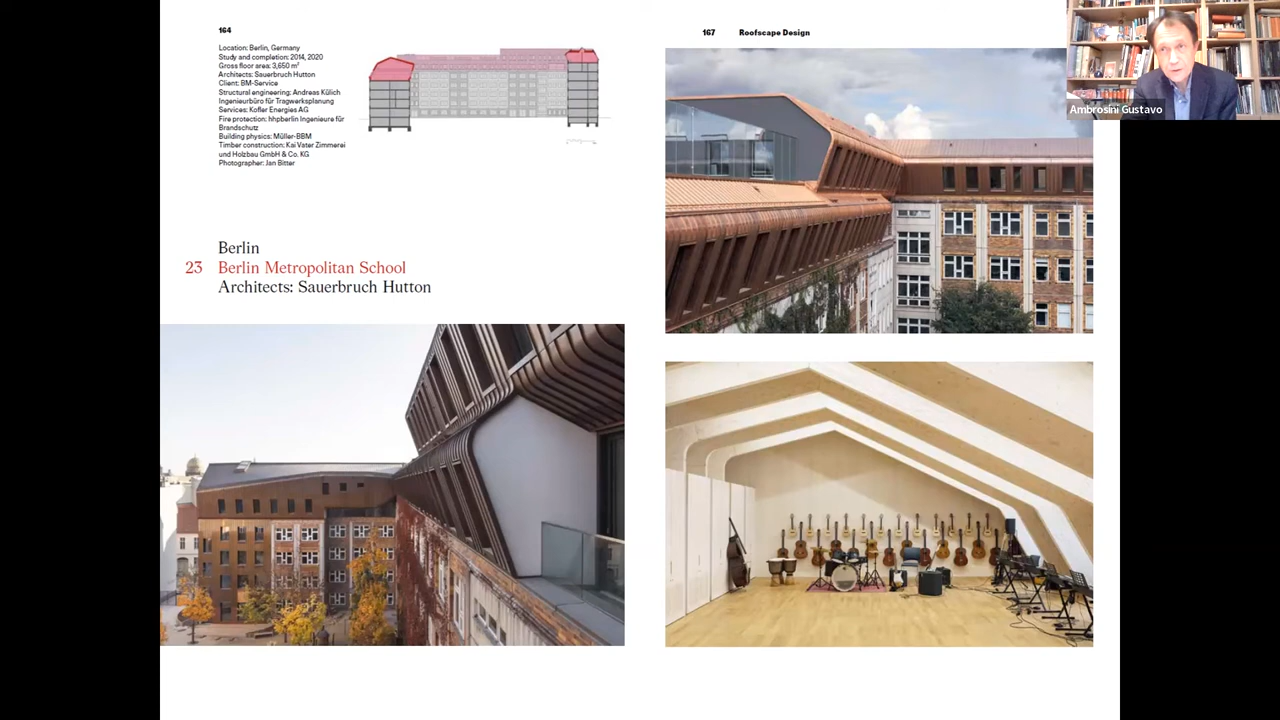 164
Location: Berlin, Germany
Study and completion: 2014, 2020
Gross floor area: 3,650 m²
Architects: Sauerbruch Hutton
Client: BM-Service
Structural engineering: Andreas Külich
Ingenieurbüro für Tragwerksplanung
Services: Kofler Energies AG
Fire protection: hhpberlin Ingenieure für
Brandschutz
Building physics: Müller-BBM
Timber construction: Kai Vater Zimmerei
und Holzbau GmbH & Co. KG
Photographer: Jan Bitter
Berlin
23 Berlin Metropolitan School
Architects: Sauerbruch Hutton
167 Roofscape Design
Ambrosini Gustavo